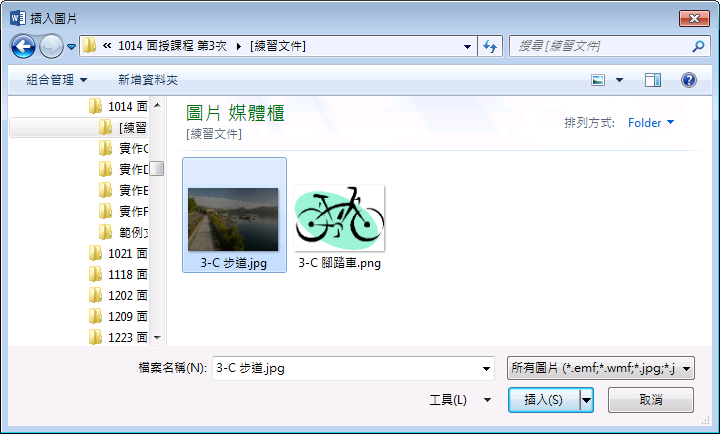 插入圖片
« 1014 面授課程 第3次 ▸ [練習文件]
搜尋 [練習文件]
組合管理
新增資料夾
1014 面
[練習
實作C
實作D
實作E
實作F
範例文
1021 面
1118 面
1202 面
1209 面
1223 面
圖片 媒體櫃
[練習文件]
排列方式: Folder
3-C 步道.jpg
3-C 腳踏車.png
檔案名稱(N): 3-C 步道.jpg
所有圖片 (*.emf;*.wmf;*.jpg;*.j
工具(L)
插入(S)
取消